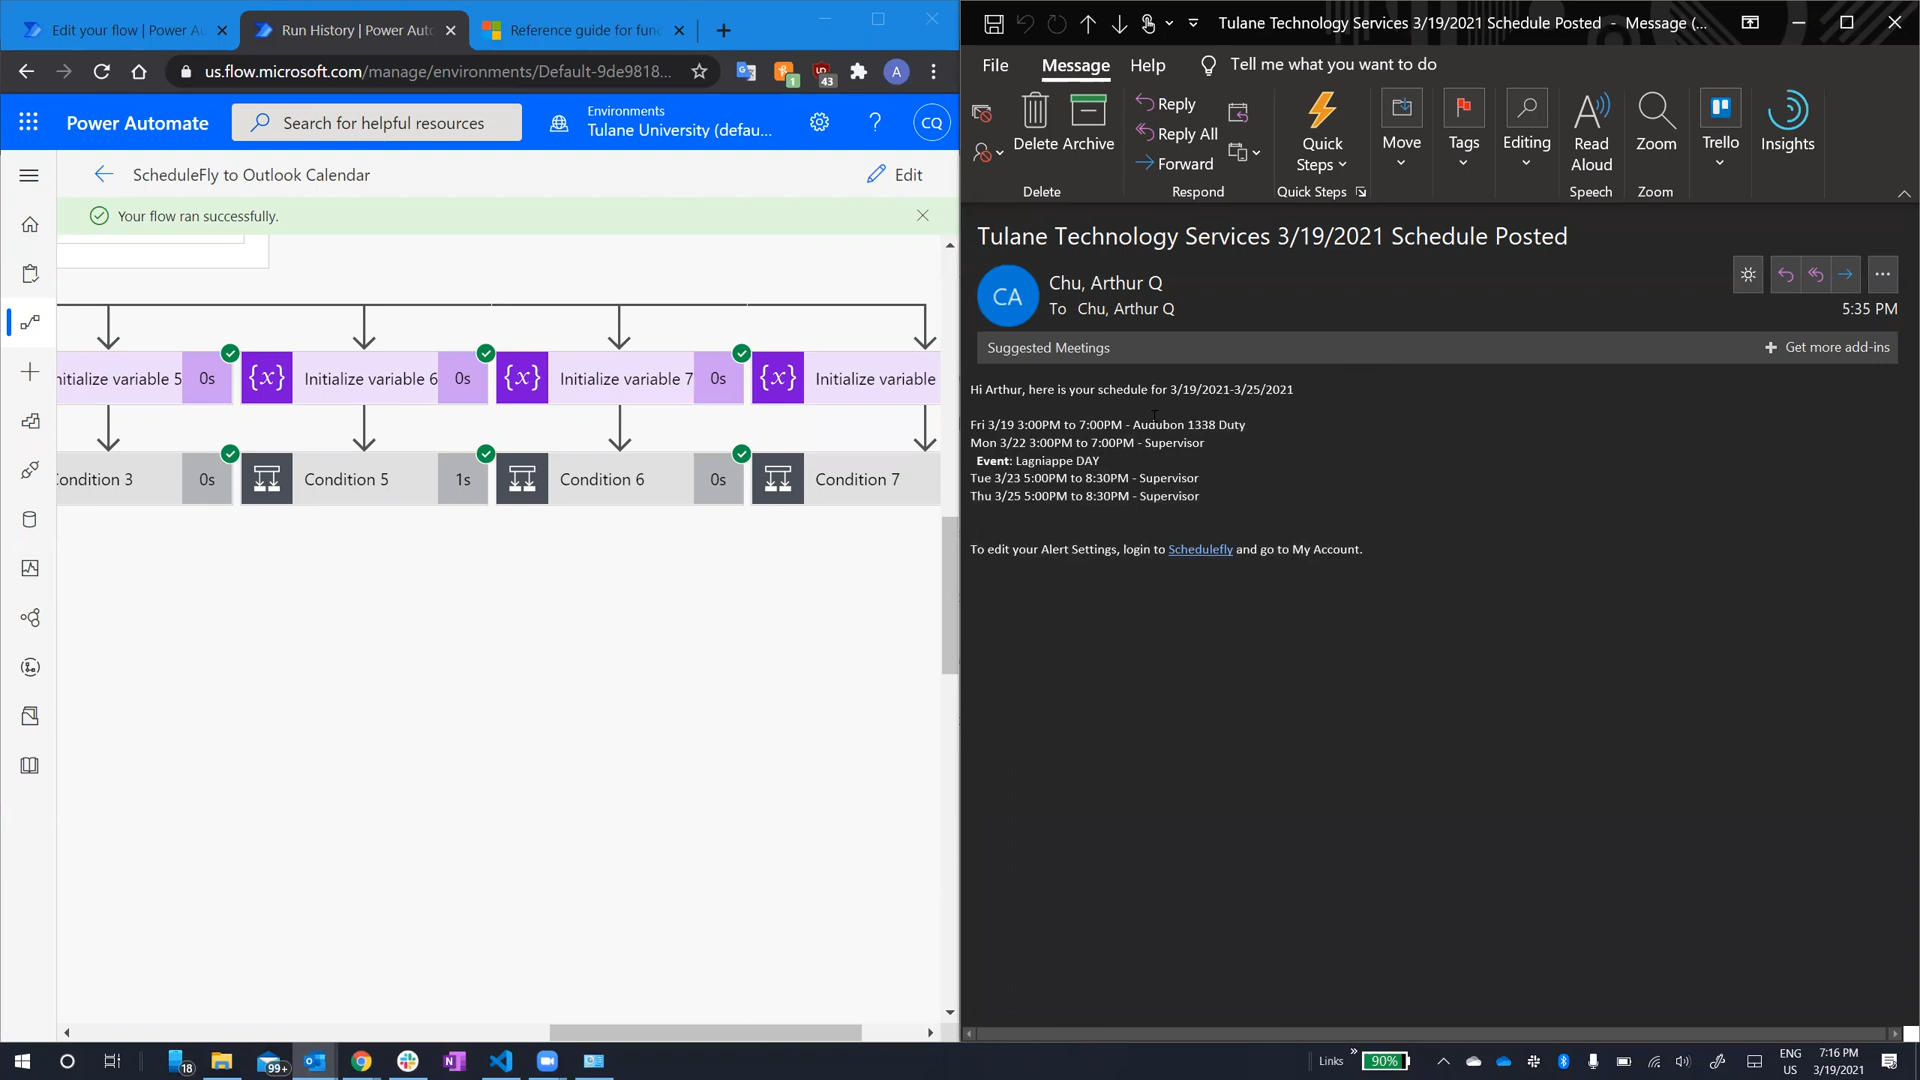 Edit your flow | Power Au
Run History | Power Auto
Reference guide for fun
us.flow.microsoft.com/manage/environments/Default-9de9818...
1
43
A
Power Automate
Search for helpful resources
Environments
Tulane University (defau...
?
CQ
ScheduleFly to Outlook Calendar
Edit
Your flow ran successfully.
nitialize variable 5
0s
{x}
Initialize variable 6
0s
{x}
Initialize variable 7
0s
{x}
Initialize variable
Condition 3
0s
Condition 5
1s
Condition 6
0s
Condition 7
Tulane Technology Services 3/19/2021 Schedule Posted - Message (...
File
Message
Help
Tell me what you want to do
Delete
Archive
Reply
Reply All
Forward
Quick
Steps
Move
Tags
Editing
Read
Aloud
Zoom
Trello
Insights
Delete
Respond
Quick Steps
Speech
Zoom
Tulane Technology Services 3/19/2021 Schedule Posted
CA
Chu, Arthur Q
To Chu, Arthur Q
5:35 PM
Suggested Meetings
+ Get more add-ins
Hi Arthur, here is your schedule for 3/19/2021-3/25/2021
Fri 3/19 3:00PM to 7:00PM - Audubon 1338 Duty
Mon 3/22 3:00PM to 7:00PM - Supervisor
Event: Lagniappe DAY
Tue 3/23 5:00PM to 8:30PM - Supervisor
Thu 3/25 5:00PM to 8:30PM - Supervisor
To edit your Alert Settings, login to Schedulefly and go to My Account.
18
99+
Links
90%
ENG
US
7:16 PM
3/19/2021